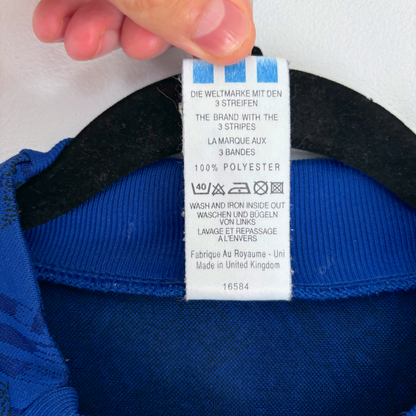 DIE WELTMARKE MIT DEN
3 STREIFEN
THE BRAND WITH THE
3 STRIPES
LA MARQUE AUX
3 BANDES
100% POLYESTER
40
WASH AND IRON INSIDE OUT
WASCHEN UND BÜGELN
VON LINKS
LAVAGE ET REPASSAGE
A L'ENVERS
Fabrique Au Royaume - Uni
Made in United Kingdom
16584